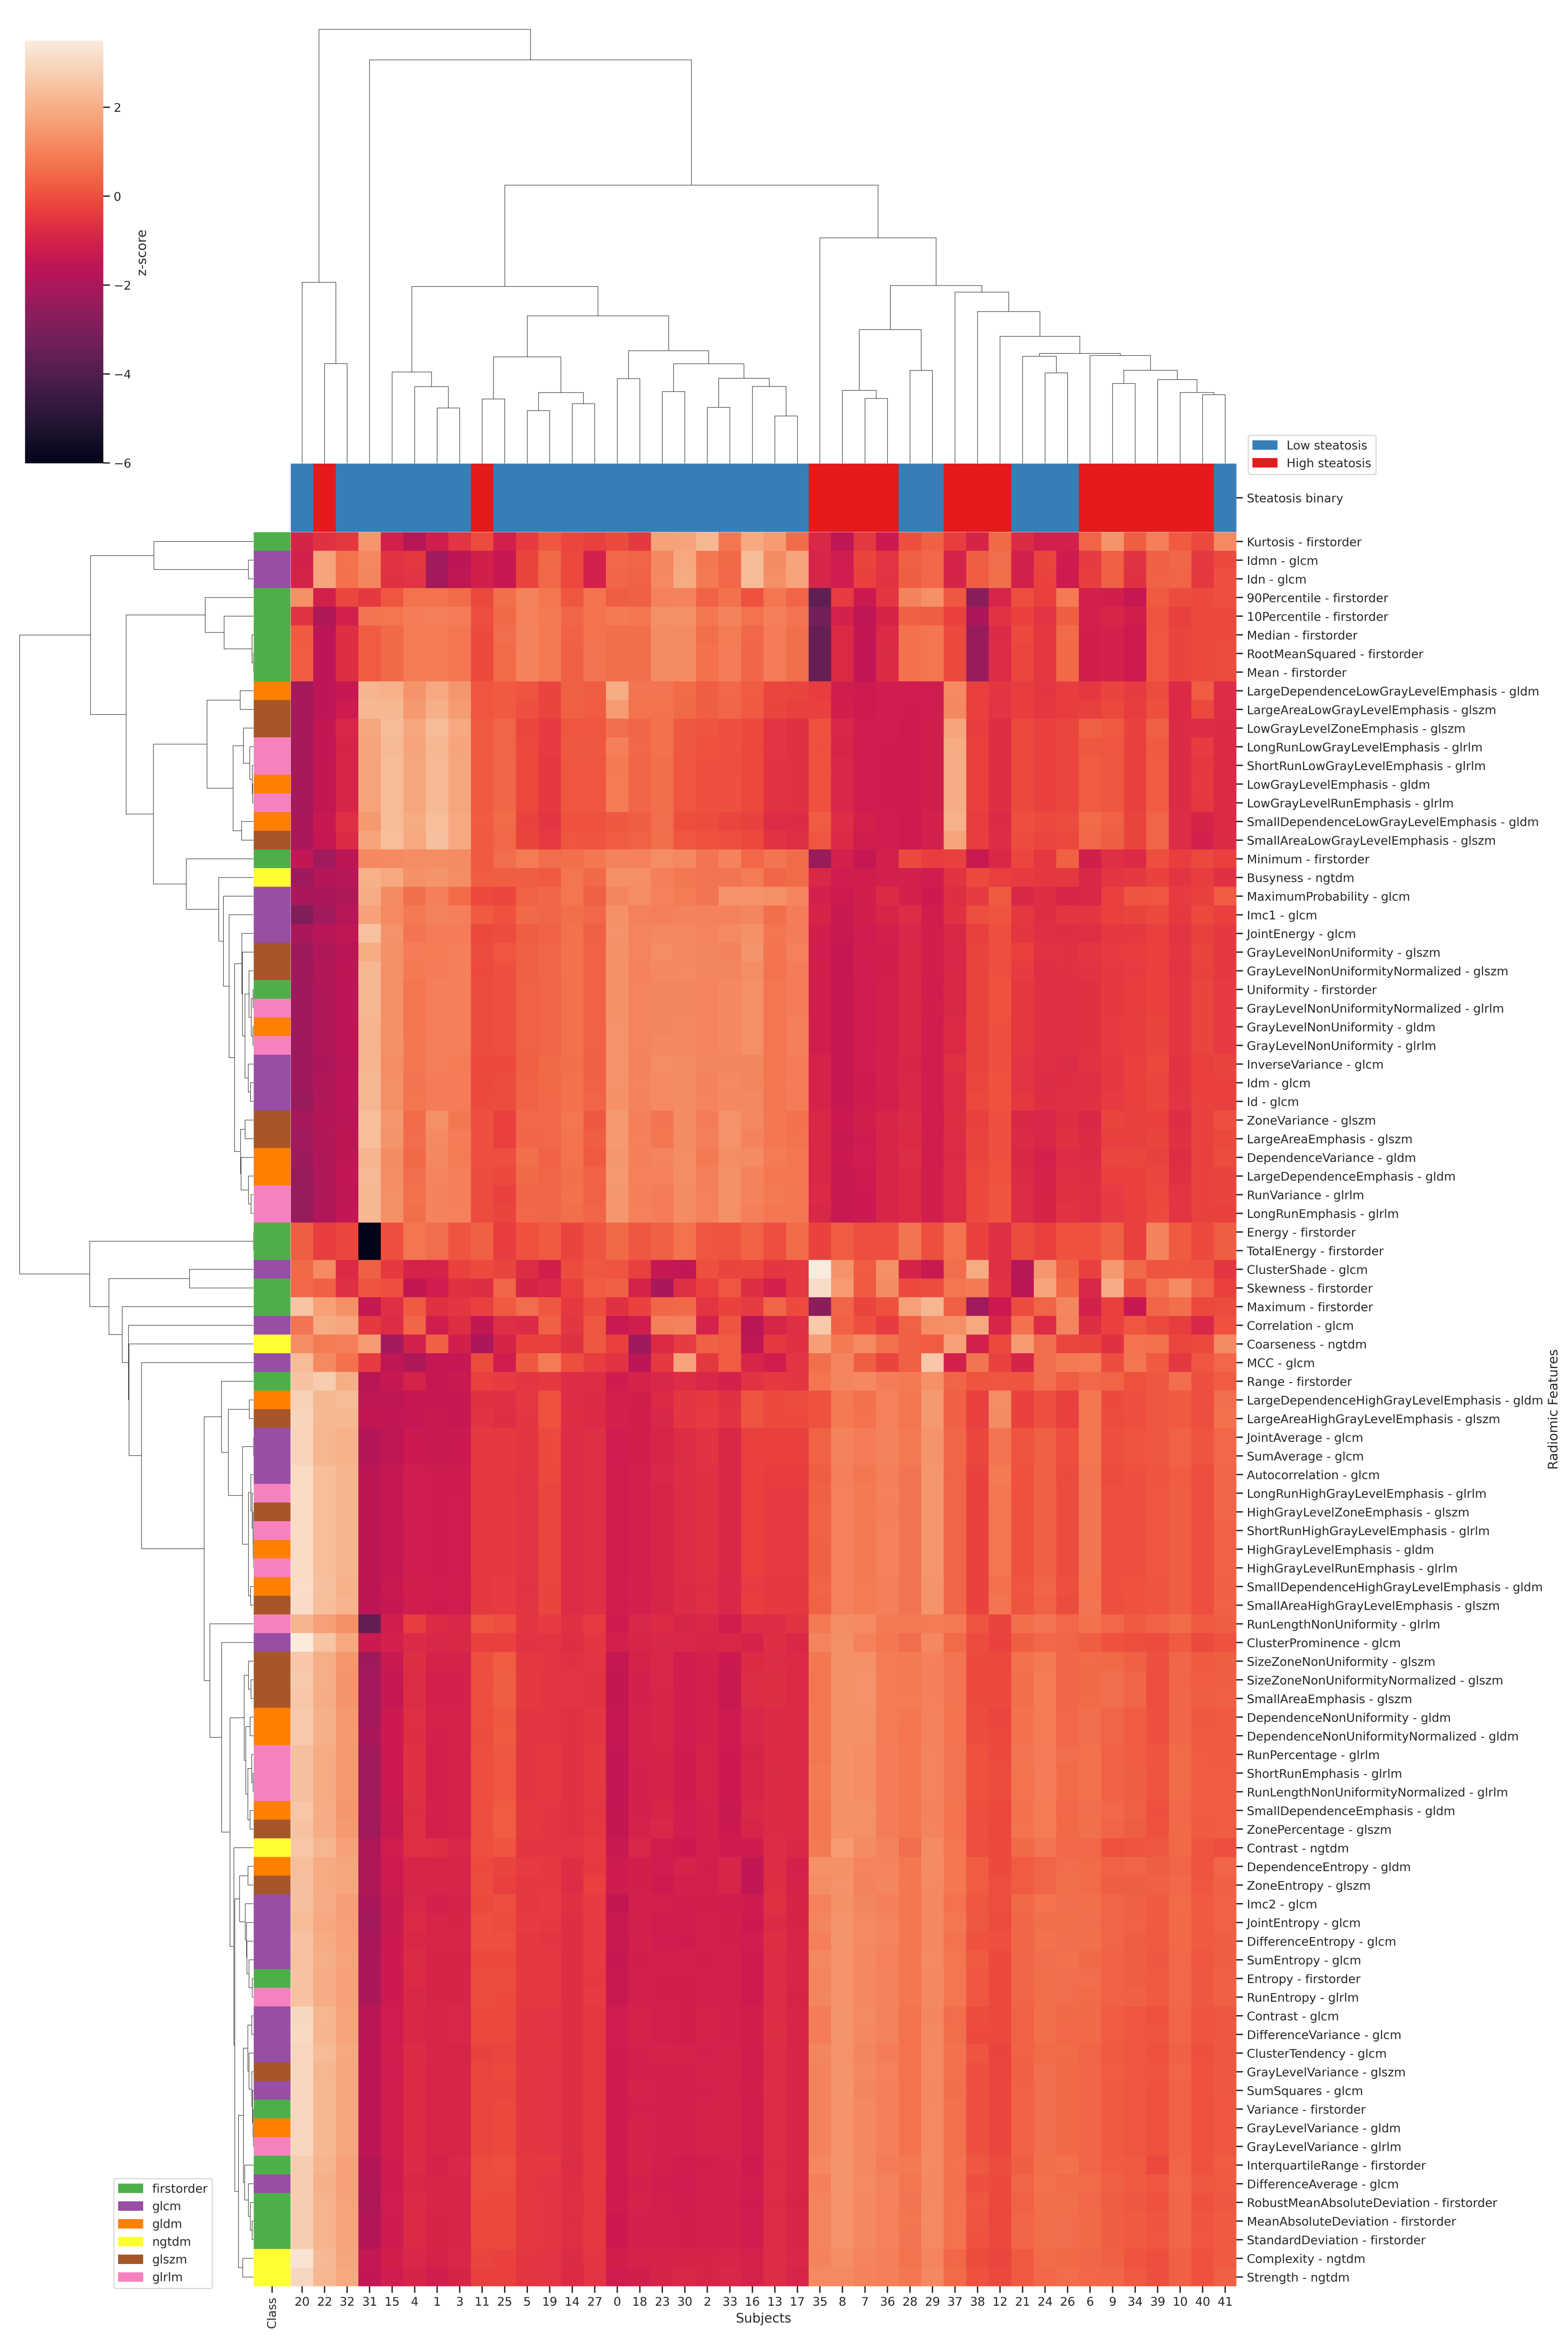 2
0
−2
−4
−6
z-score
Low steatosis
High steatosis
Steatosis binary
Kurtosis - firstorder
Idmn - glcm
Idn - glcm
90Percentile - firstorder
10Percentile - firstorder
Median - firstorder
RootMeanSquared - firstorder
Mean - firstorder
LargeDependenceLowGrayLevelEmphasis - gldm
LargeAreaLowGrayLevelEmphasis - glszm
LowGrayLevelZoneEmphasis - glszm
LongRunLowGrayLevelEmphasis - glrlm
ShortRunLowGrayLevelEmphasis - glrlm
LowGrayLevelEmphasis - gldm
LowGrayLevelRunEmphasis - glrlm
SmallDependenceLowGrayLevelEmphasis - gldm
SmallAreaLowGrayLevelEmphasis - glszm
Minimum - firstorder
Busyness - ngtdm
MaximumProbability - glcm
Imc1 - glcm
JointEnergy - glcm
GrayLevelNonUniformity - glszm
GrayLevelNonUniformityNormalized - glszm
Uniformity - firstorder
GrayLevelNonUniformityNormalized - glrlm
GrayLevelNonUniformity - gldm
GrayLevelNonUniformity - glrlm
InverseVariance - glcm
Idm - glcm
Id - glcm
ZoneVariance - glszm
LargeAreaEmphasis - glszm
DependenceVariance - gldm
LargeDependenceEmphasis - gldm
RunVariance - glrlm
LongRunEmphasis - glrlm
Energy - firstorder
TotalEnergy - firstorder
ClusterShade - glcm
Skewness - firstorder
Maximum - firstorder
Correlation - glcm
Coarseness - ngtdm
MCC - glcm
Range - firstorder
LargeDependenceHighGrayLevelEmphasis - gldm
LargeAreaHighGrayLevelEmphasis - glszm
JointAverage - glcm
SumAverage - glcm
Autocorrelation - glcm
LongRunHighGrayLevelEmphasis - glrlm
HighGrayLevelZoneEmphasis - glszm
ShortRunHighGrayLevelEmphasis - glrlm
HighGrayLevelEmphasis - gldm
HighGrayLevelRunEmphasis - glrlm
SmallDependenceHighGrayLevelEmphasis - gldm
SmallAreaHighGrayLevelEmphasis - glszm
RunLengthNonUniformity - glrlm
ClusterProminence - glcm
SizeZoneNonUniformity - glszm
SizeZoneNonUniformityNormalized - glszm
SmallAreaEmphasis - glszm
DependenceNonUniformity - gldm
DependenceNonUniformityNormalized - gldm
RunPercentage - glrlm
ShortRunEmphasis - glrlm
RunLengthNonUniformityNormalized - glrlm
SmallDependenceEmphasis - gldm
ZonePercentage - glszm
Contrast - ngtdm
DependenceEntropy - gldm
ZoneEntropy - glszm
Imc2 - glcm
JointEntropy - glcm
DifferenceEntropy - glcm
SumEntropy - glcm
Entropy - firstorder
RunEntropy - glrlm
Contrast - glcm
DifferenceVariance - glcm
ClusterTendency - glcm
GrayLevelVariance - glszm
SumSquares - glcm
Variance - firstorder
GrayLevelVariance - gldm
GrayLevelVariance - glrlm
InterquartileRange - firstorder
DifferenceAverage - glcm
RobustMeanAbsoluteDeviation - firstorder
MeanAbsoluteDeviation - firstorder
StandardDeviation - firstorder
Complexity - ngtdm
Strength - ngtdm
Radiomic Features
firstorder
glcm
gldm
ngtdm
glszm
glrlm
Class
20 22 32 31 15 4 1 3 11 25 5 19 14 27 0 18 23 30 2 33 16 13 17 35 8 7 36 28 29 37 38 12 21 24 26 6 9 34 39 10 40 41
Subjects